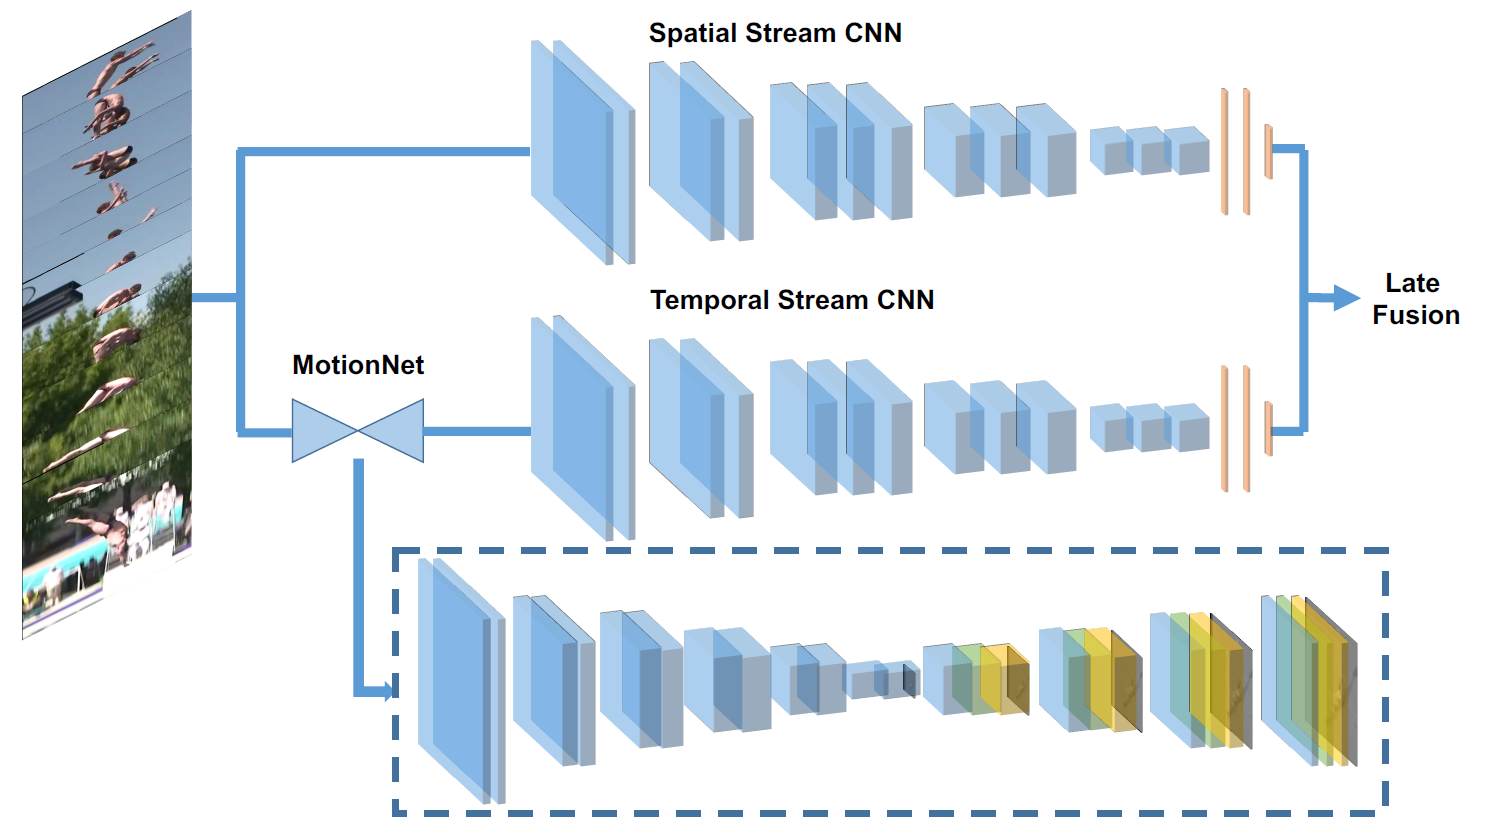 Spatial Stream CNN
Temporal Stream CNN
MotionNet
Late
Fusion